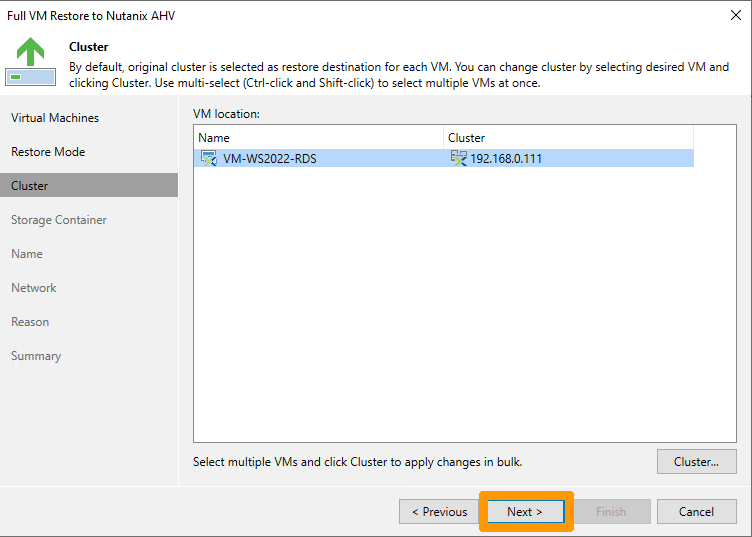 Full VM Restore to Nutanix AHV
Cluster
By default, original cluster is selected as restore destination for each VM. You can change cluster by selecting desired VM and
clicking Cluster. Use multi-select (Ctrl-click and Shift-click) to select multiple VMs at once.
Virtual Machines
Restore Mode
Cluster
Storage Container
Name
Network
Reason
Summary
VM location:
Name Cluster
VM-WS2022-RDS 192.168.0.111
Select multiple VMs and click Cluster to apply changes in bulk.
Cluster...
< Previous Next > Finish Cancel